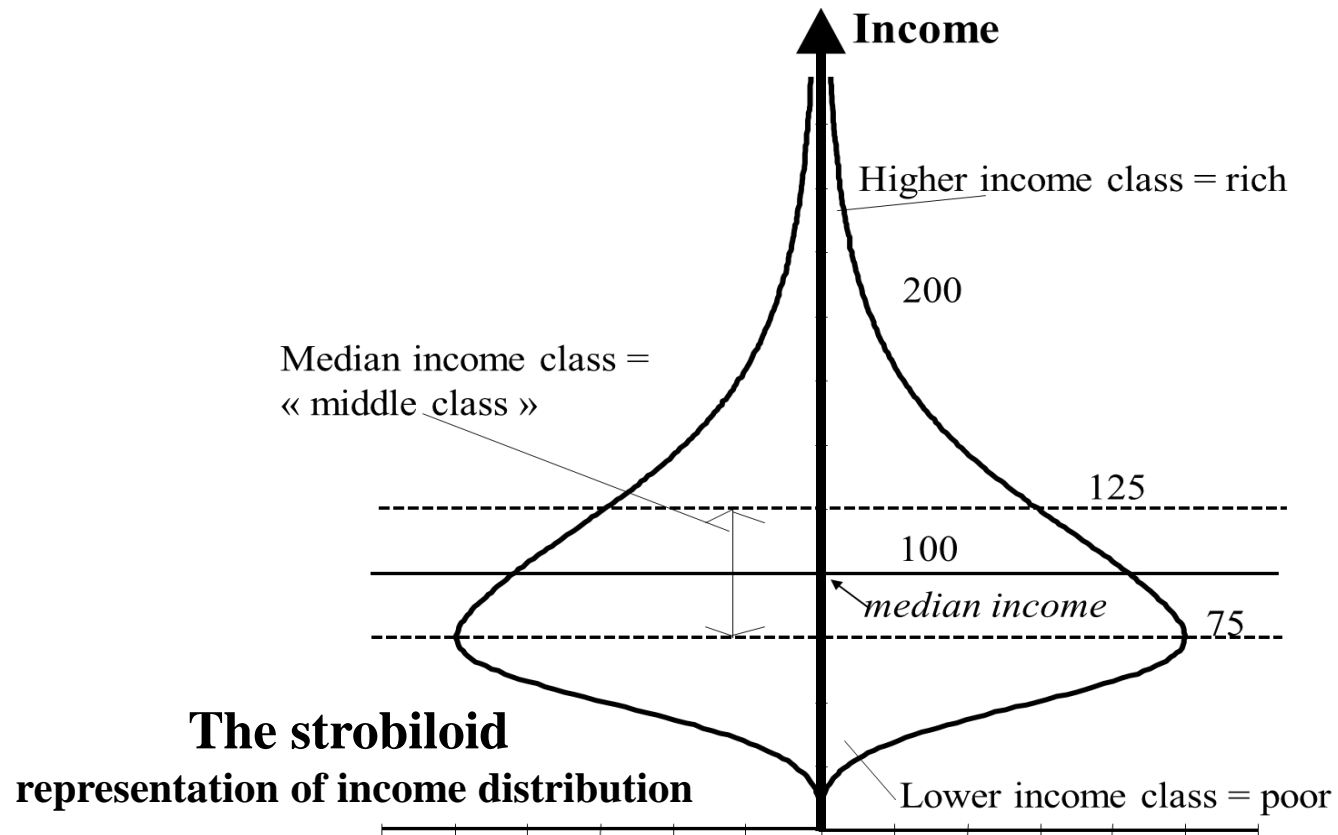 Income
Higher income class = rich
200
Median income class =
« middle class »
125
100
median income
75
The strobiloid
representation of income distribution
Lower income class = poor